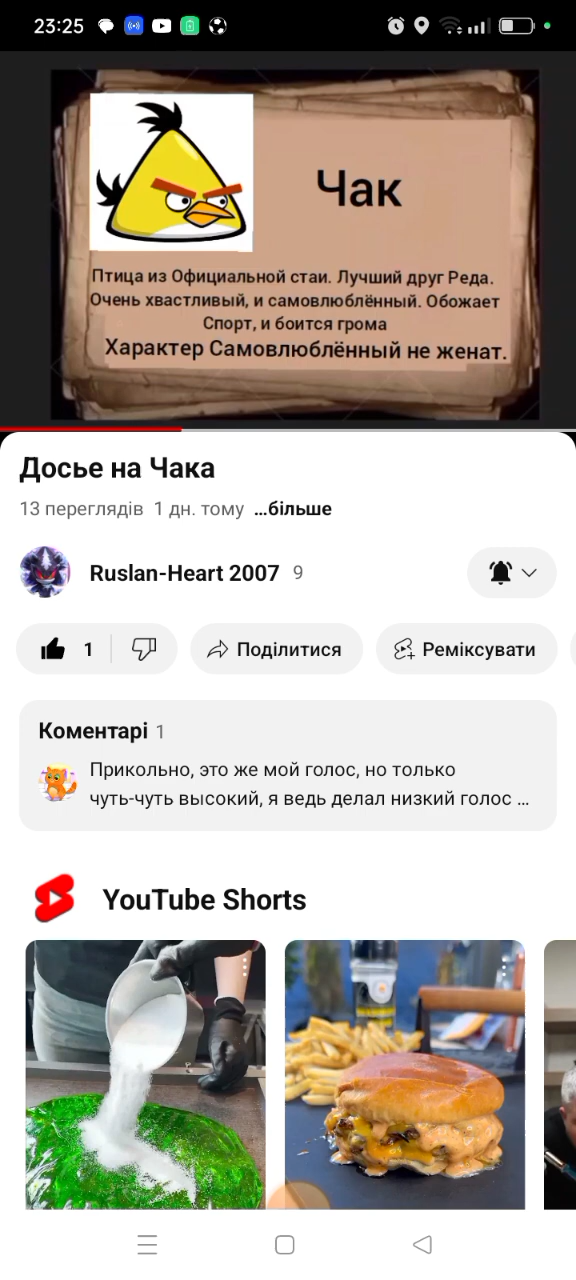 23:25
Чак
Птица из Официальной стаи. Лучший друг Реда.
Очень хвастливый, и самовлюблённый. Обожает
Спорт, и боится грома
Характер Самовлюблённый не женат.
Досье на Чака
13 переглядів 1 дн. тому ...більше
Ruslan-Heart 2007 9
1
Поділитися
Реміксувати
Коментарі 1
Прикольно, это же мой голос, но только
чуть-чуть высокий, я ведь делал низкий голос ...
YouTube Shorts